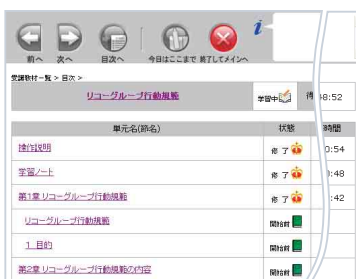 前へ 次へ 目次へ 今日はここまで 終了してメインへ
受講教材一覧 > 目次 >
リコーグループ行動規範 学習中 得 8:52
単元名(節名) 状態 時間
操作説明 修了 0:54
学習ノート 修了 :48
第1章 リコーグループ行動規範 修了 :42
リコーグループ行動規範 開始前
1 目的 開始前
第2章 リコーグループ行動規範の内容 開始前